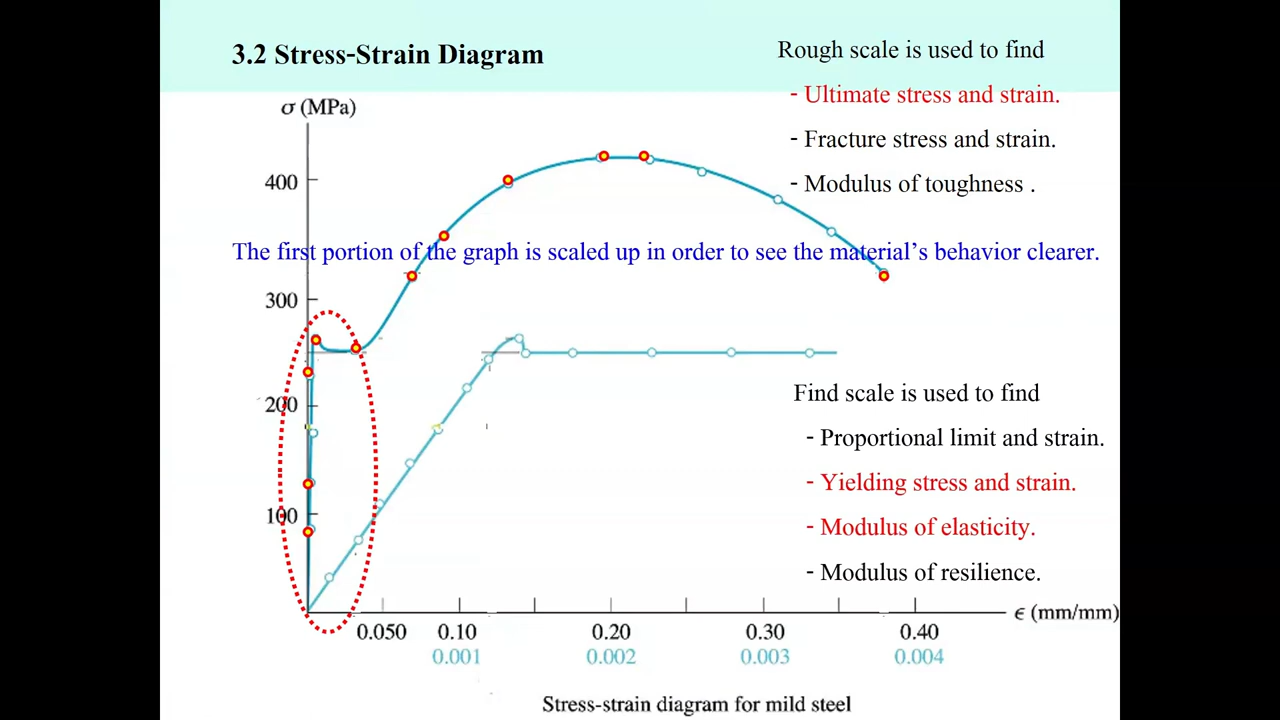 3.2 Stress-Strain Diagram
Rough scale is used to find
- Ultimate stress and strain.
- Fracture stress and strain.
- Modulus of toughness .
σ (MPa)
400
The first portion of the graph is scaled up in order to see the material's behavior clearer.
300
200
100
Find scale is used to find
- Proportional limit and strain.
- Yielding stress and strain.
- Modulus of elasticity.
- Modulus of resilience.
ϵ (mm/mm)
0.050 0.10 0.20 0.30 0.40
0.001 0.002 0.003 0.004
Stress-strain diagram for mild steel